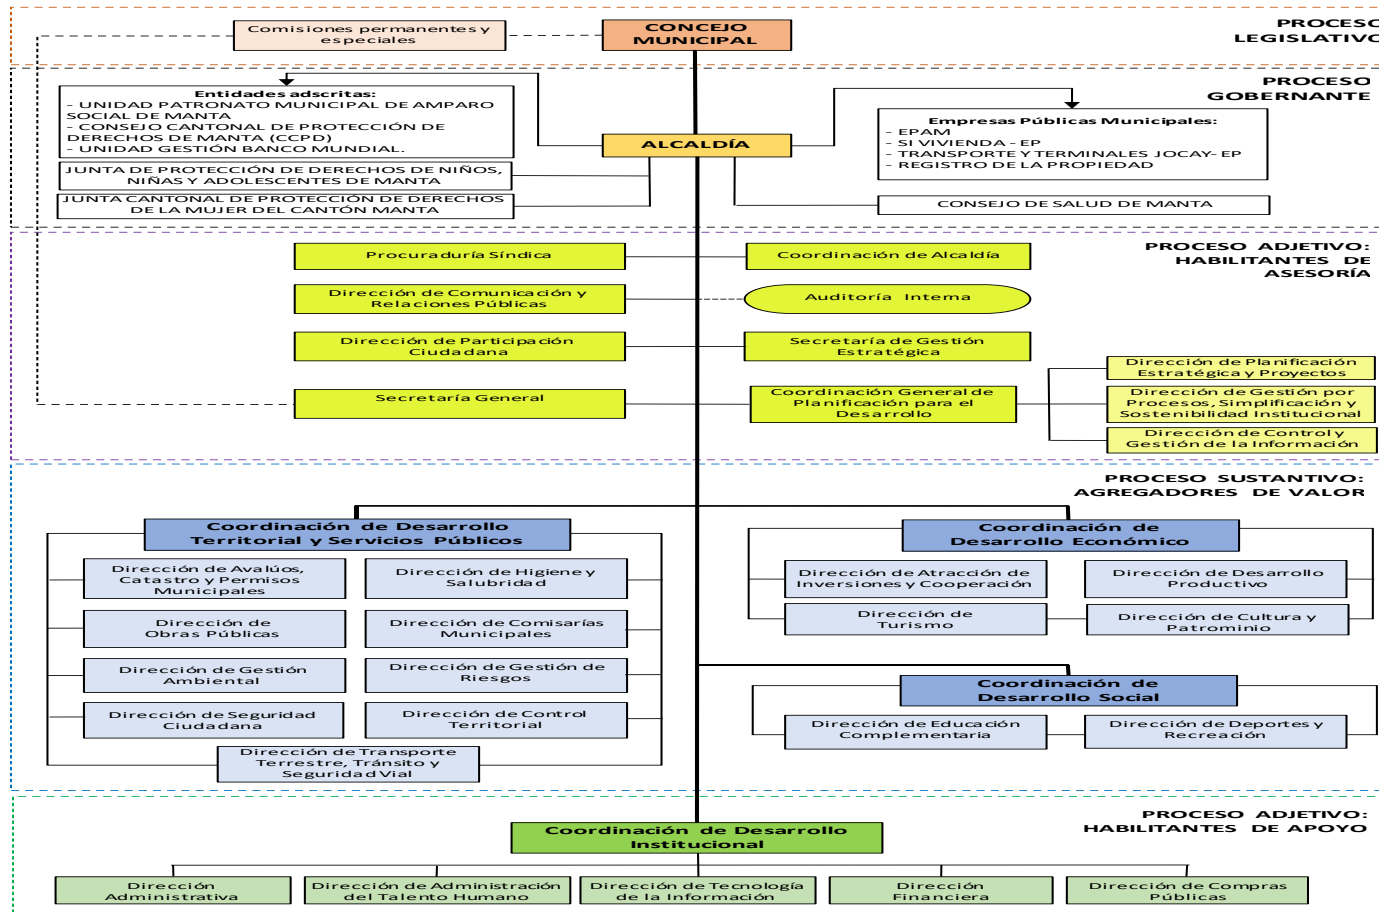 Comisiones permanentes y
especiales
CONCEJO
MUNICIPAL
PROCESO
LEGISLATIVO
PROCESO
GOBERNANTE
Entidades adscritas:
- UNIDAD PATRONATO MUNICIPAL DE AMPARO
SOCIAL DE MANTA
- CONSEJO CANTONAL DE PROTECCIÓN DE
DERECHOS DE MANTA (CCPD)
- UNIDAD GESTIÓN BANCO MUNDIAL.
JUNTA DE PROTECCIÓN DE DERECHOS DE NIÑOS,
NIÑAS Y ADOLESCENTES DE MANTA
JUNTA CANTONAL DE PROTECCIÓN DE DERECHOS
DE LA MUJER DEL CANTÓN MANTA
ALCALDÍA
Empresas Públicas Municipales:
- EPAM
- SI VIVIENDA - EP
- TRANSPORTE Y TERMINALES JOCAY- EP
- REGISTRO DE LA PROPIEDAD
CONSEJO DE SALUD DE MANTA
PROCESO ADJETIVO:
HABILITANTES DE
ASESORÍA
Procuraduría Síndica
Coordinación de Alcaldía
Dirección de Comunicación y
Relaciones Públicas
Auditoría Interna
Dirección de Participación
Ciudadana
Secretaría de Gestión
Estratégica
Secretaría General
Coordinación General de
Planificación para el
Desarrollo
Dirección de Planificación
Estratégica y Proyectos
Dirección de Gestión por
Procesos, Simplificación y
Sostenibilidad Institucional
Dirección de Control y
Gestión de la Información
PROCESO SUSTANTIVO:
AGREGADORES DE VALOR
Coordinación de Desarrollo
Territorial y Servicios Públicos
Dirección de Avalúos,
Catastro y Permisos
Municipales
Dirección de Higiene y
Salubridad
Dirección de
Obras Públicas
Dirección de Comisarías
Municipales
Dirección de Gestión
Ambiental
Dirección de Gestión de
Riesgos
Dirección de Seguridad
Ciudadana
Dirección de Control
Territorial
Dirección de Transporte
Terrestre, Tránsito y
Seguridad Vial
Coordinación de
Desarrollo Económico
Dirección de Atracción de
Inversiones y Cooperación
Dirección de Desarrollo
Productivo
Dirección de
Turismo
Dirección de Cultura y
Patrominio
Coordinación de
Desarrollo Social
Dirección de Educación
Complementaria
Dirección de Deportes y
Recreación
PROCESO ADJETIVO:
HABILITANTES DE APOYO
Coordinación de Desarrollo
Institucional
Dirección
Administrativa
Dirección de Administración
del Talento Humano
Dirección de Tecnología
de la Información
Dirección
Financiera
Dirección de Compras
Públicas